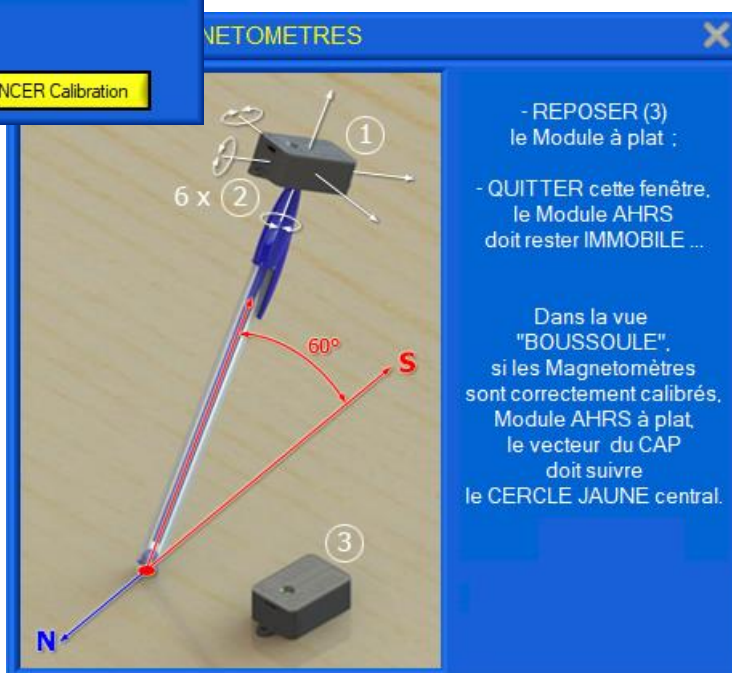 NETOMETRES
NCER Calibration
1
6 x 2
60°
S
3
N
- REPOSER (3)
le Module à plat ;
- QUITTER cette fenêtre,
le Module AHRS
doit rester IMMOBILE ...
Dans la vue
"BOUSSOULE",
si les Magnetomètres
sont correctement calibrés,
Module AHRS à plat,
le vecteur du CAP
doit suivre
le CERCLE JAUNE central.